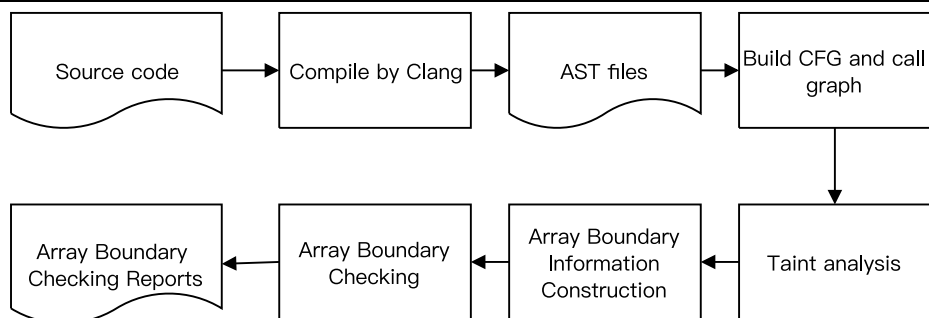 Source code
Compile by Clang
AST files
Build CFG and call
graph
Taint analysis
Array Boundary
Information
Construction
Array Boundary
Checking
Array Boundary
Checking Reports